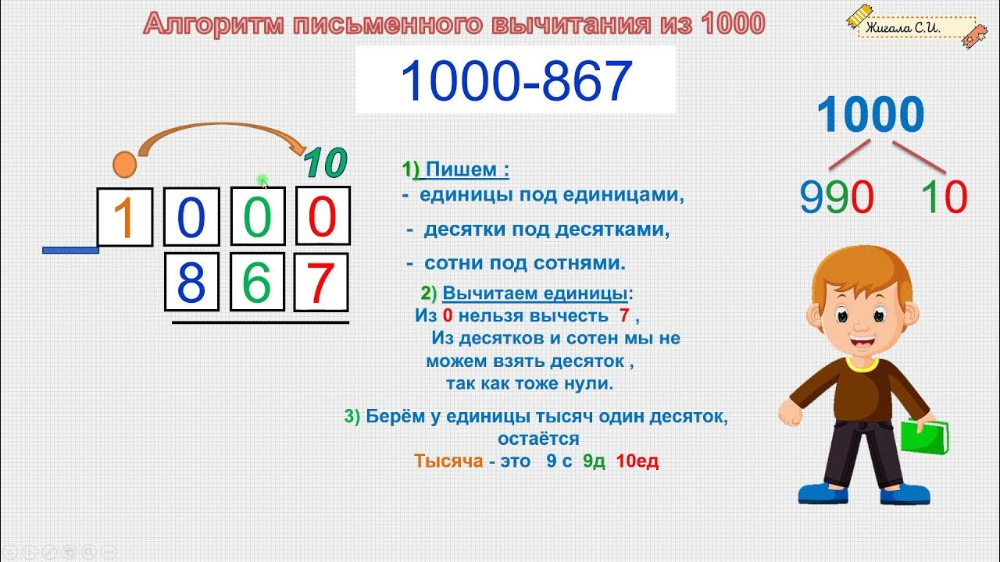 Алгоритм письменного вычитания из 1000
Жигала С.И.
1000-867
1000
990 10
10
1 0 0 0
8 6 7
1) Пишем :
- единицы под единицами,
- десятки под десятками,
- сотни под сотнями.
2) Вычитаем единицы:
Из 0 нельзя вычесть 7 ,
Из десятков и сотен мы не
можем взять десяток ,
так как тоже нули.
3) Берём у единицы тысяч один десяток,
остаётся
Тысяча - это 9 с 9д 10ед